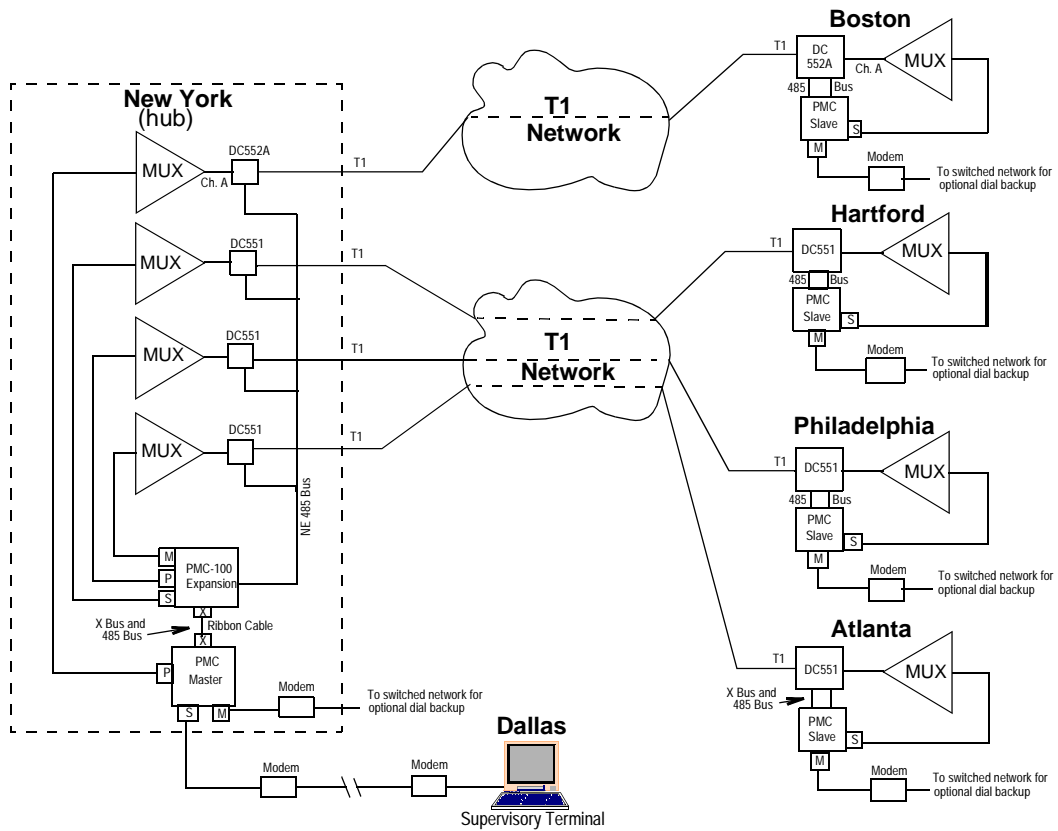 New York
(hub)
MUX
Ch. A
DC552A
T1
MUX
DC551
T1
MUX
DC551
T1
MUX
DC551
T1
NE 485 Bus
M
P
S
PMC-100
Expansion
X
X Bus and
485 Bus
Ribbon Cable
X
P
PMC
Master
S
M
Modem
To switched network for
optional dial backup
Modem
Modem
Dallas
Supervisory Terminal
T1
Network
T1
Network
Boston
T1
DC
552A
Ch. A
MUX
485
Bus
PMC
Slave
S
M
Modem
To switched network for
optional dial backup
Hartford
T1
DC551
MUX
485
Bus
PMC
Slave
S
M
Modem
To switched network for
optional dial backup
Philadelphia
T1
DC551
MUX
485
Bus
PMC
Slave
S
M
Modem
To switched network for
optional dial backup
Atlanta
T1
DC551
MUX
X Bus and
485 Bus
PMC
Slave
S
M
Modem
To switched network for
optional dial backup